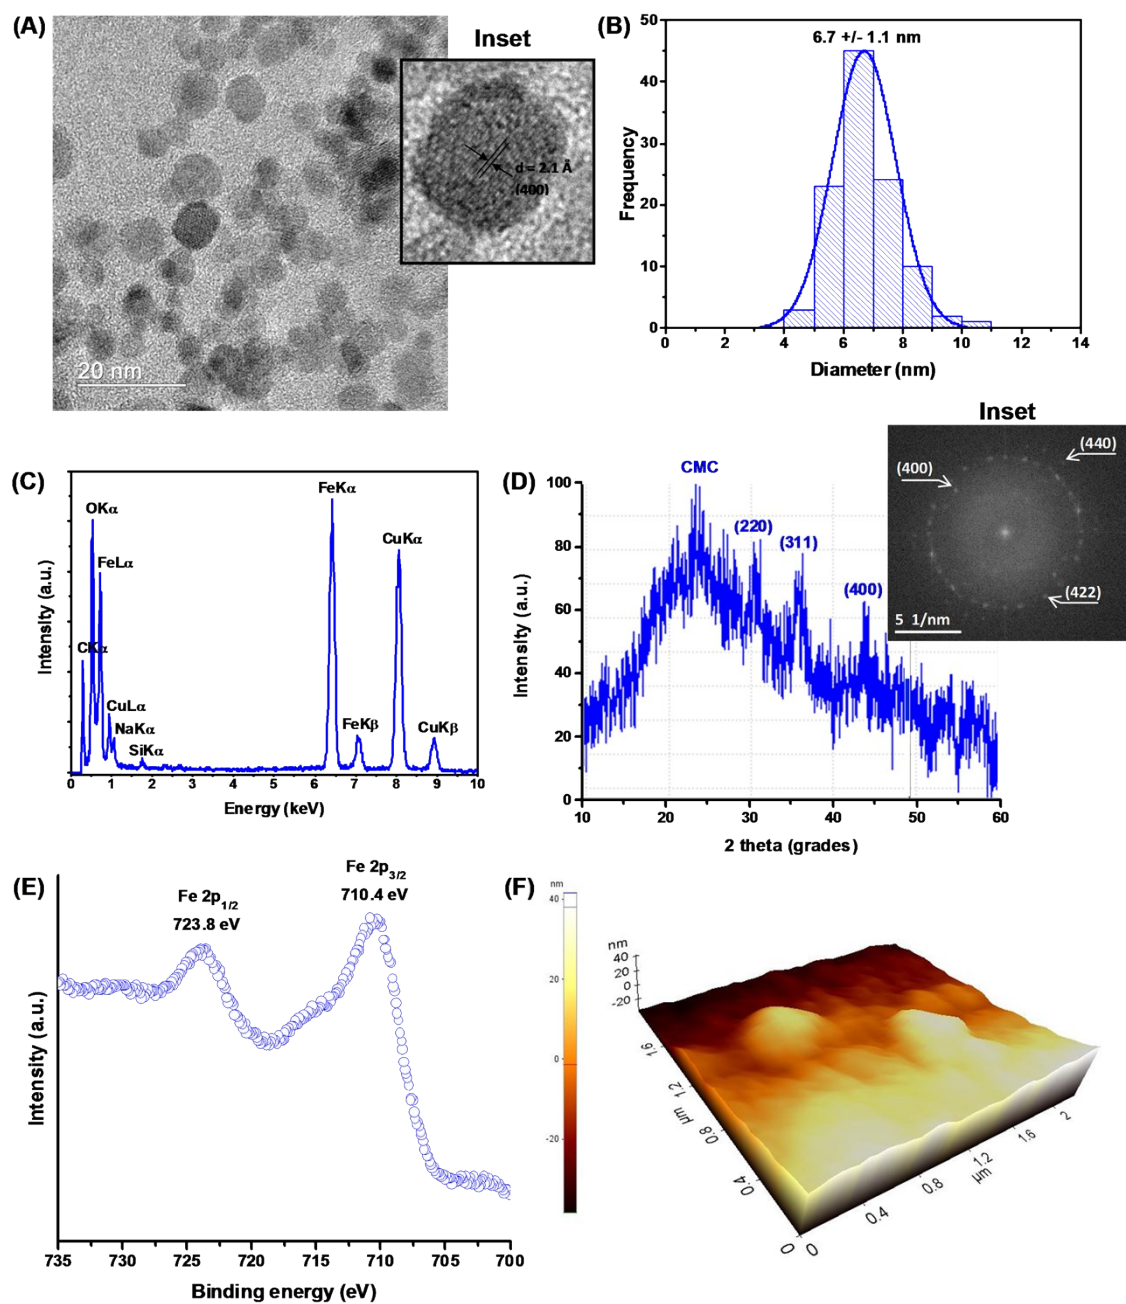 (A)
Inset
d = 2.1 Å
(400)
20 nm
(B)
6.7 +/- 1.1 nm
50
40
30
20
10
0
Frequency
0 2 4 6 8 10 12 14
Diameter (nm)
(C)
FeKα
OKα
CuKα
FeLα
CKα
CuLα
NaKα
SiKα
FeKβ
CuKβ
Intensity (a.u.)
0 1 2 3 4 5 6 7 8 9 10
Energy (keV)
(D)
Inset
(440)
(400)
(422)
5 1/nm
CMC
(220)
(311)
(400)
100
80
60
40
20
0
Intensity (a.u.)
10 20 30 40 50 60
2 theta (grades)
(E)
Fe 2p3/2
710.4 eV
Fe 2p1/2
723.8 eV
Intensity (a.u.)
735 730 725 720 715 710 705 700
Binding energy (eV)
(F)
nm
40
20
0
-20
nm
40
20
0
-20
1.6
1.2
µm
0.8
0.4
0
0
0.4
0.8
1.2
µm
1.6
2